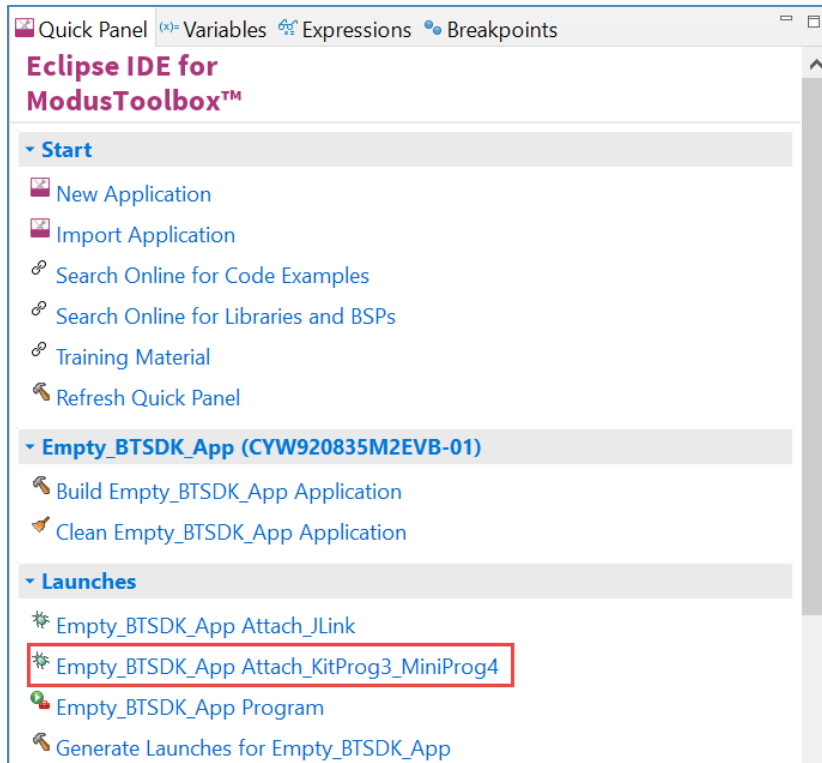 Quick Panel (x)= Variables Expressions Breakpoints
Eclipse IDE for
ModusToolbox™
Start
New Application
Import Application
Search Online for Code Examples
Search Online for Libraries and BSPs
Training Material
Refresh Quick Panel
Empty_BTSDK_App (CYW920835M2EVB-01)
Build Empty_BTSDK_App Application
Clean Empty_BTSDK_App Application
Launches
Empty_BTSDK_App Attach_JLink
Empty_BTSDK_App Attach_KitProg3_MiniProg4
Empty_BTSDK_App Program
Generate Launches for Empty_BTSDK_App